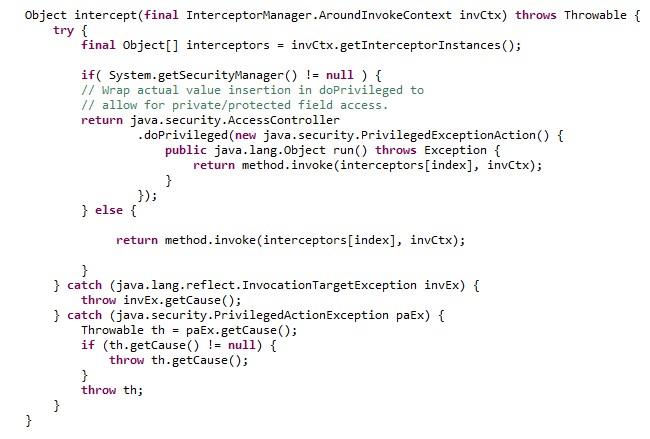 Object intercept(final InterceptorManager.AroundInvokeContext invCtx) throws Throwable {
    try {
        final Object[] interceptors = invCtx.getInterceptorInstances();

        if( System.getSecurityManager() != null ) {
        // Wrap actual value insertion in doPrivileged to
        // allow for private/protected field access.
        return java.security.AccessController
                .doPrivileged(new java.security.PrivilegedExceptionAction() {
                    public java.lang.Object run() throws Exception {
                        return method.invoke(interceptors[index], invCtx);
                    }
                });
        } else {

             return method.invoke(interceptors[index], invCtx);

        }
    } catch (java.lang.reflect.InvocationTargetException invEx) {
        throw invEx.getCause();
    } catch (java.security.PrivilegedActionException paEx) {
        Throwable th = paEx.getCause();
        if (th.getCause() != null) {
            throw th.getCause();
        }
        throw th;
    }
}